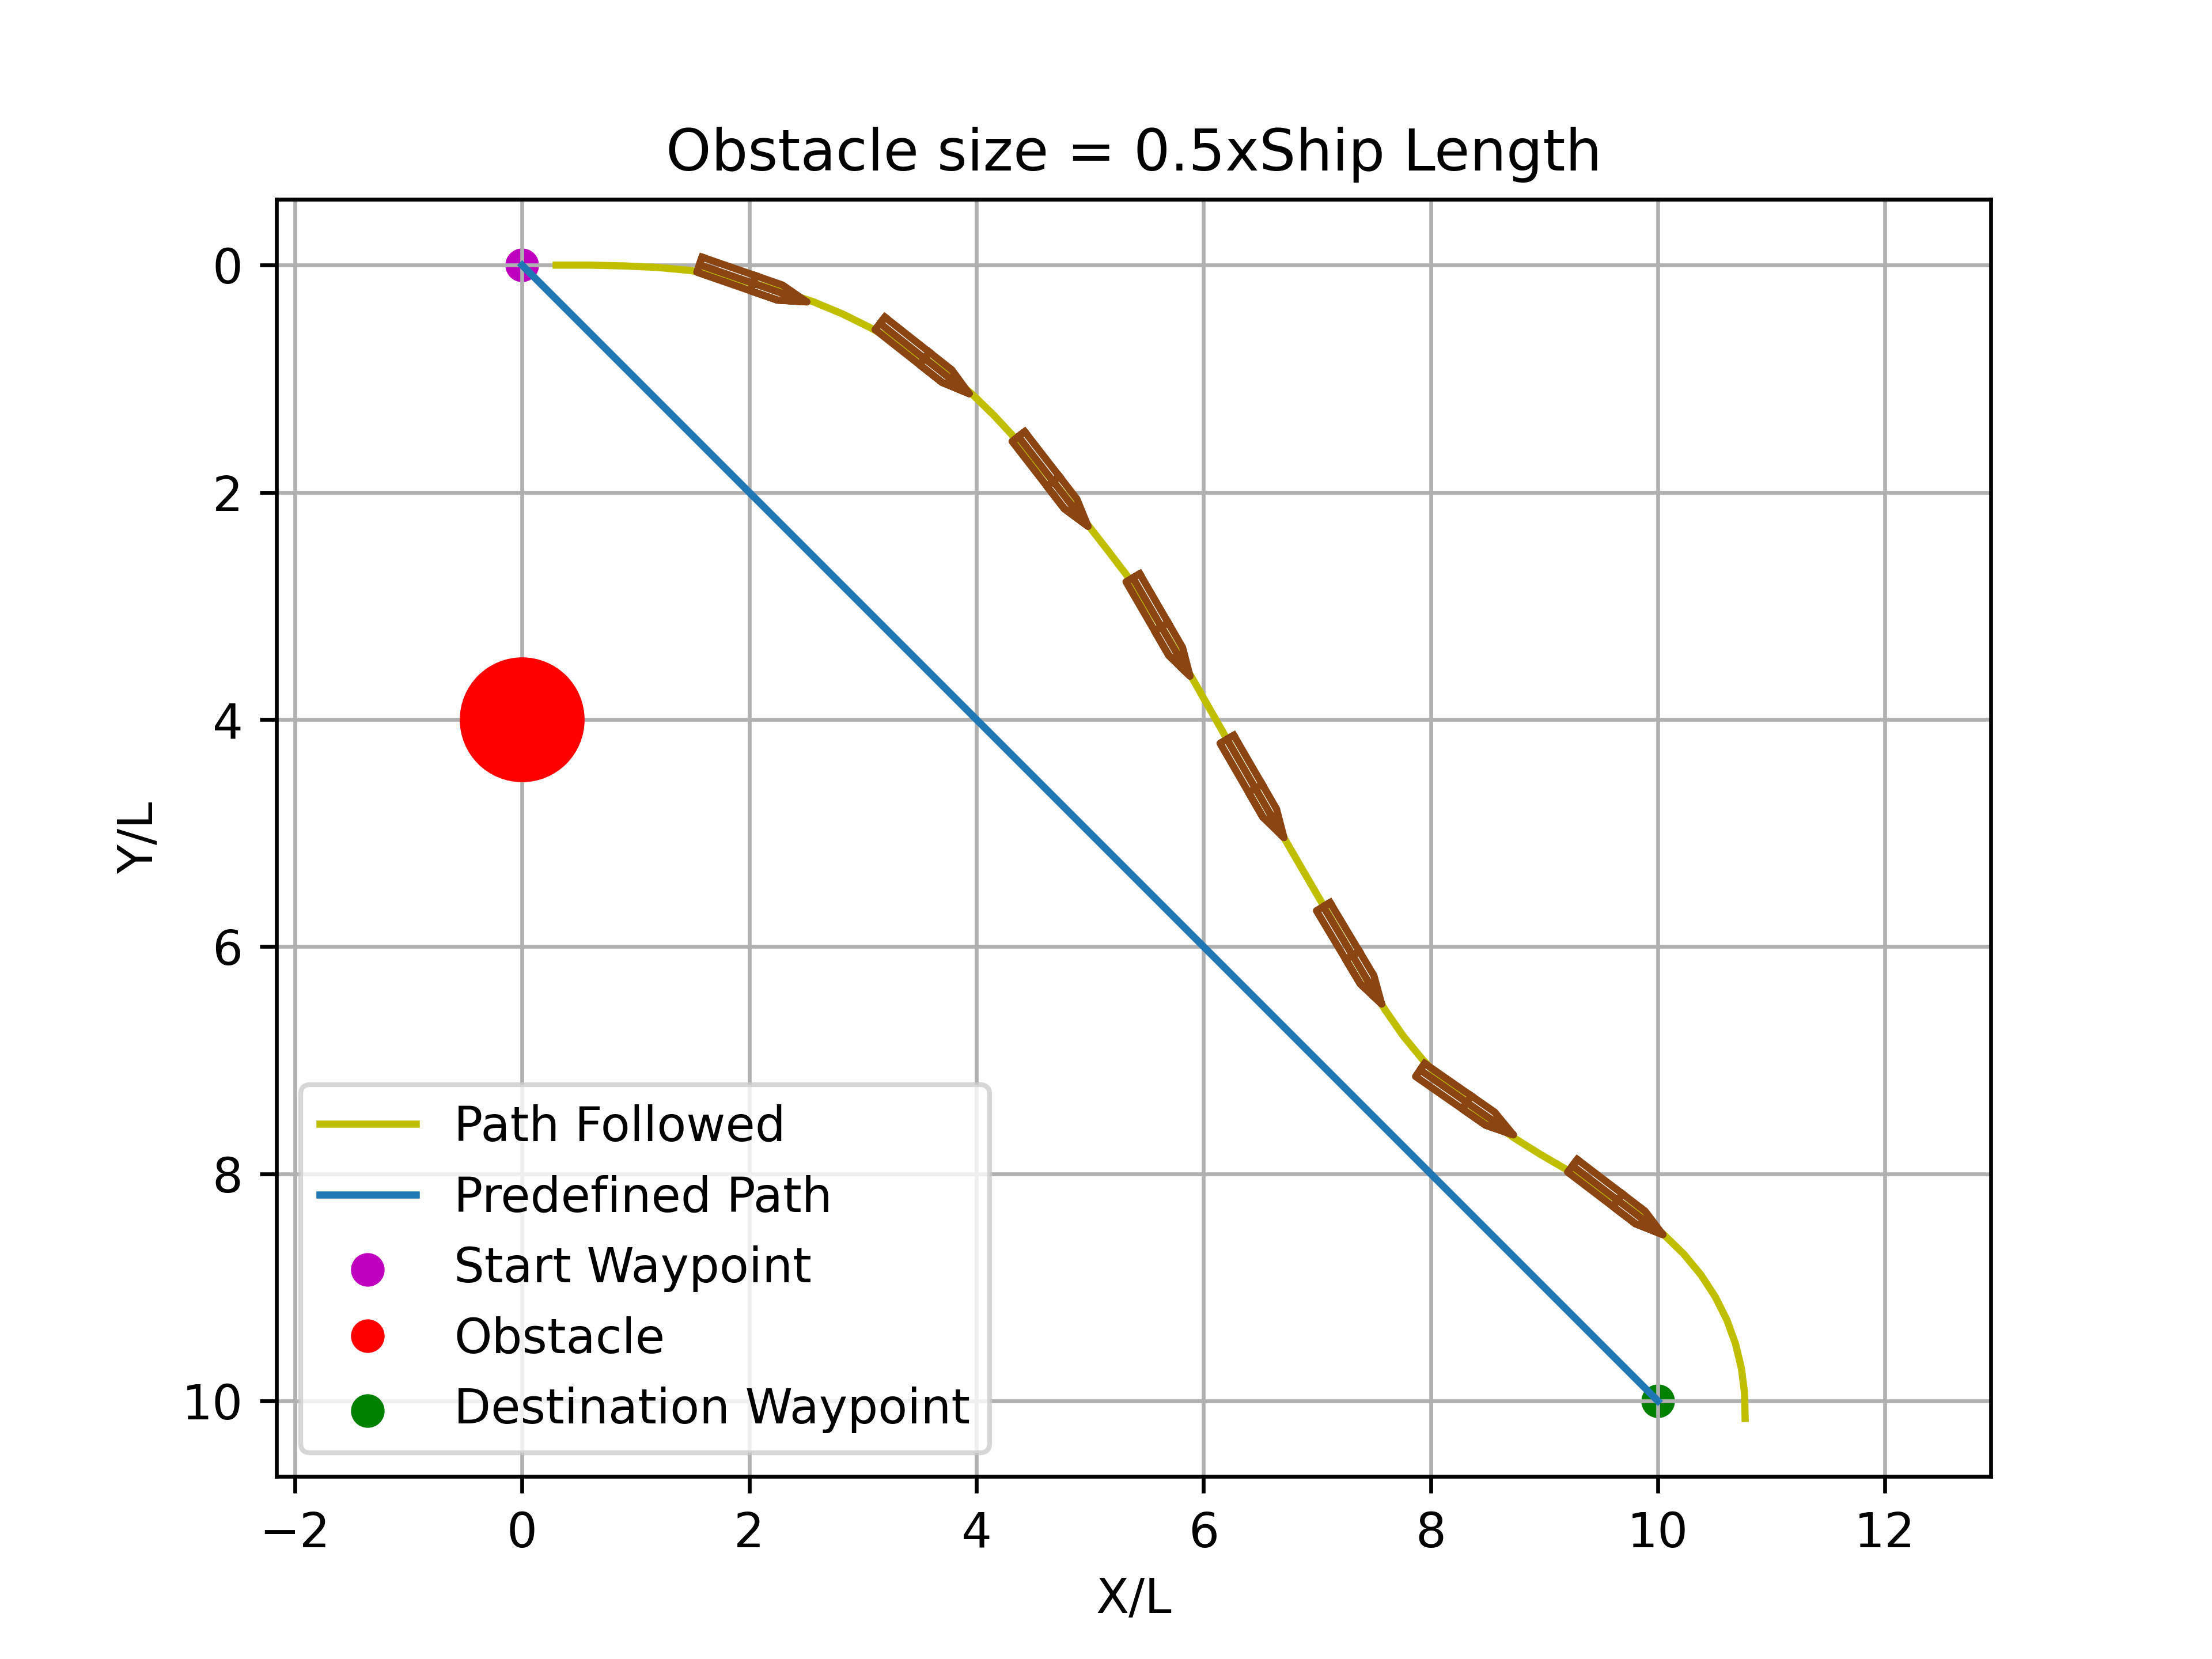 Obstacle size = 0.5xShip Length
0
2
4
6
8
10
Y/L
Path Followed
Predefined Path
Start Waypoint
Obstacle
Destination Waypoint
−2 0 2 4 6 8 10 12
X/L